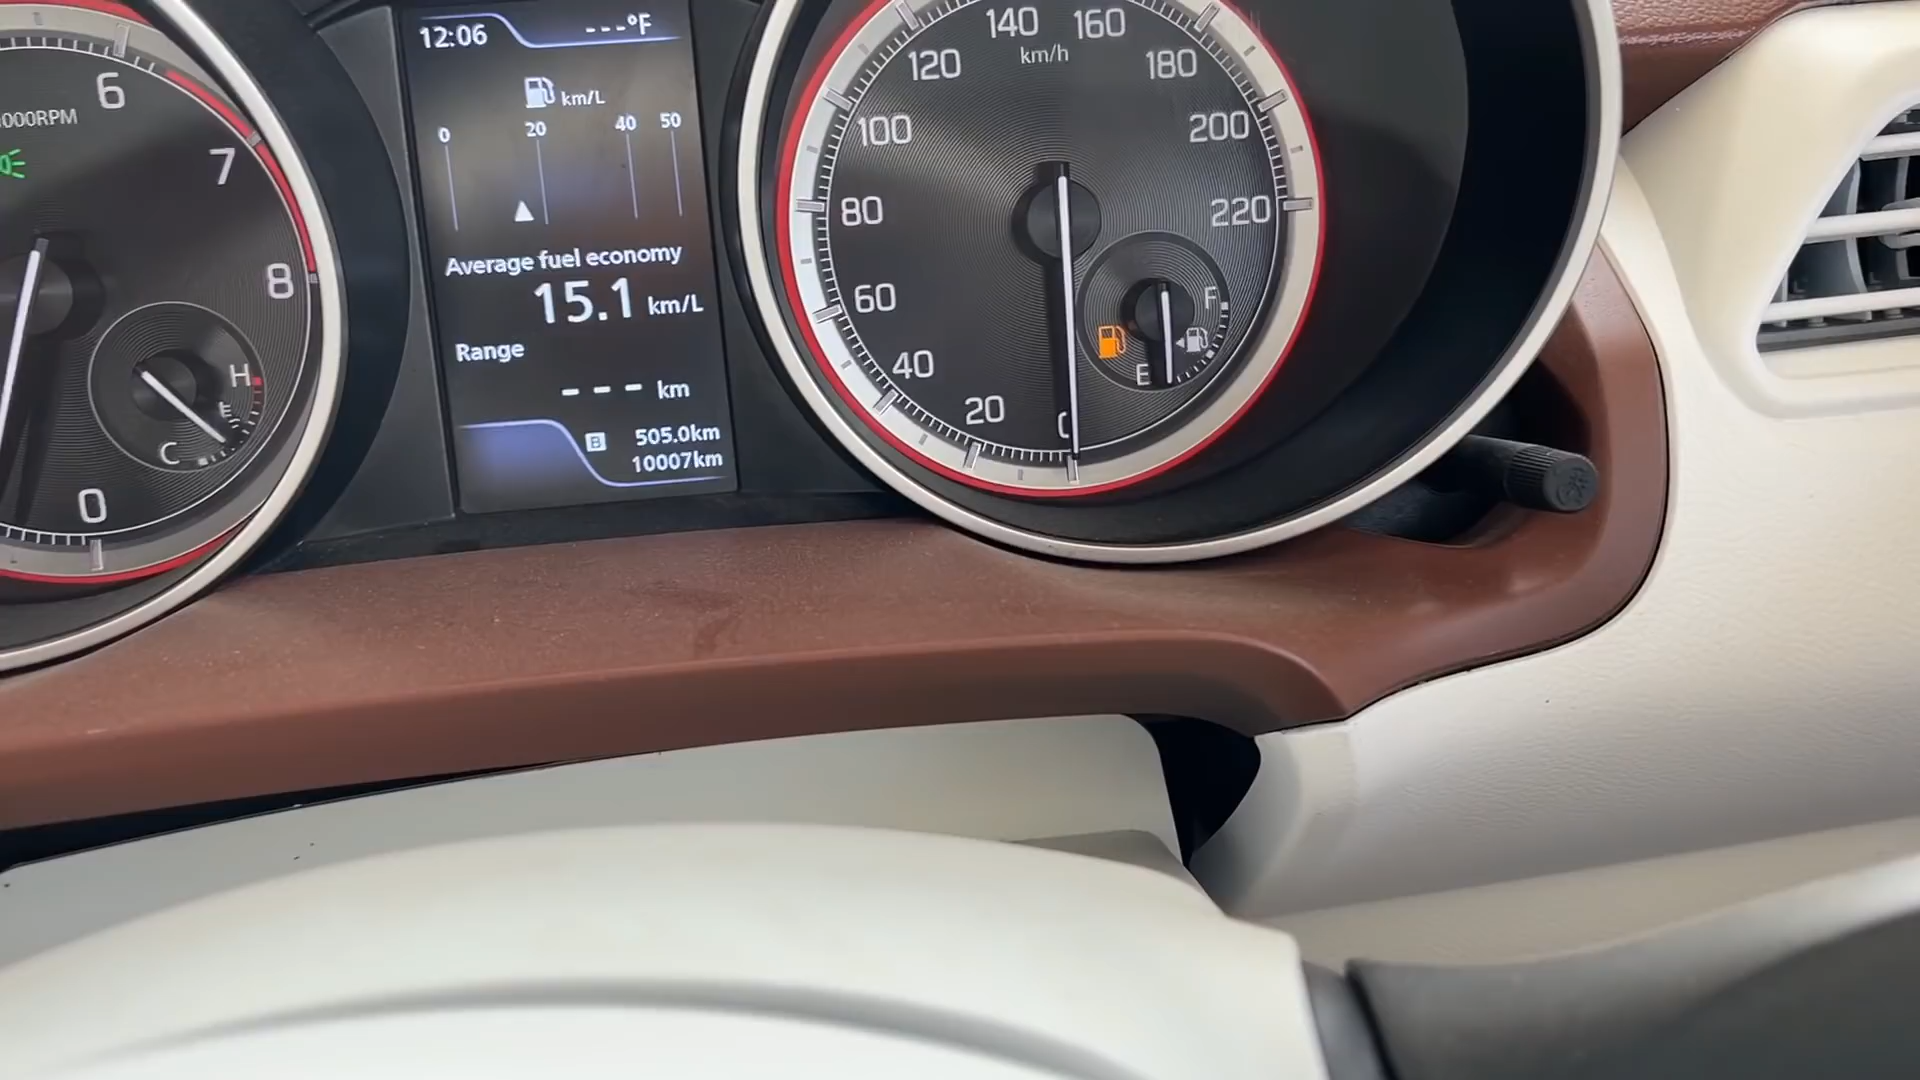 6
000RPM
7
8
H
C
0
12:06
---°F
km/L
0 20 40 50
Average fuel economy
15.1 km/L
Range
--- km
B 505.0km
10007km
140 160
km/h
120 180
100 200
80 220
60
40
20
0
F
E